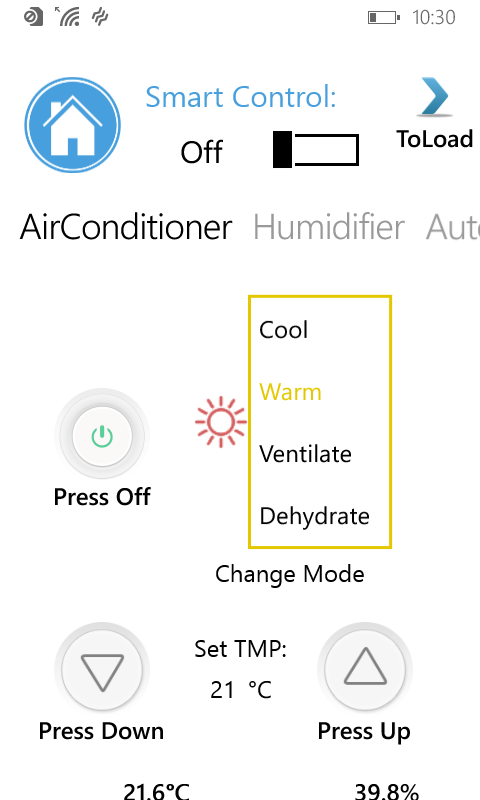 10:30
Smart Control:
Off
ToLoad
AirConditioner Humidifier Aut
Cool
Warm
Ventilate
Dehydrate
Press Off
Change Mode
Set TMP:
21 °C
Press Down
Press Up
21.6°C 39.8%